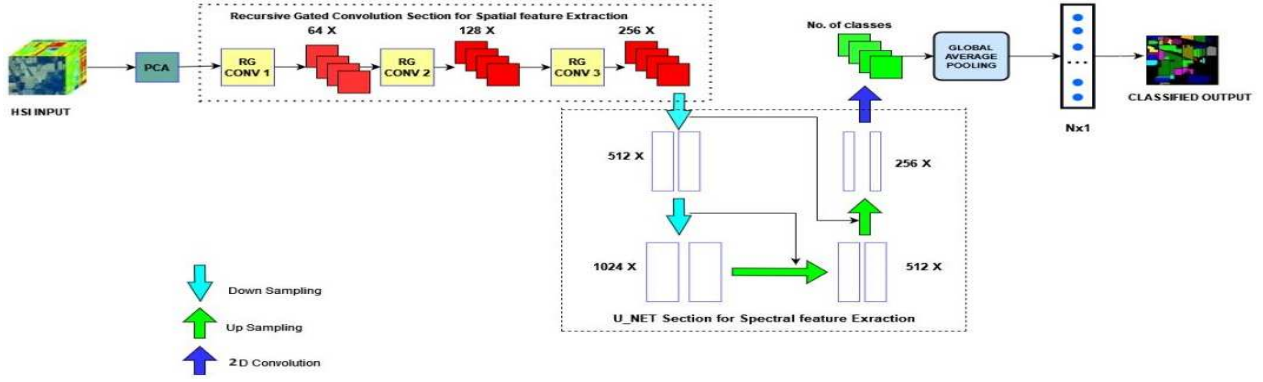 Recursive Gated Convolution Section for Spatial feature Extraction
64 X
128 X
256 X
No. of classes
HSI INPUT
PCA
RG
CONV 1
RG
CONV 2
RG
CONV 3
GLOBAL
AVERAGE
POOLING
Nx1
CLASSIFIED OUTPUT
512 X
256 X
1024 X
512 X
U_NET Section for Spectral feature Exraction
Down Sampling
Up Sampling
2D Convolution